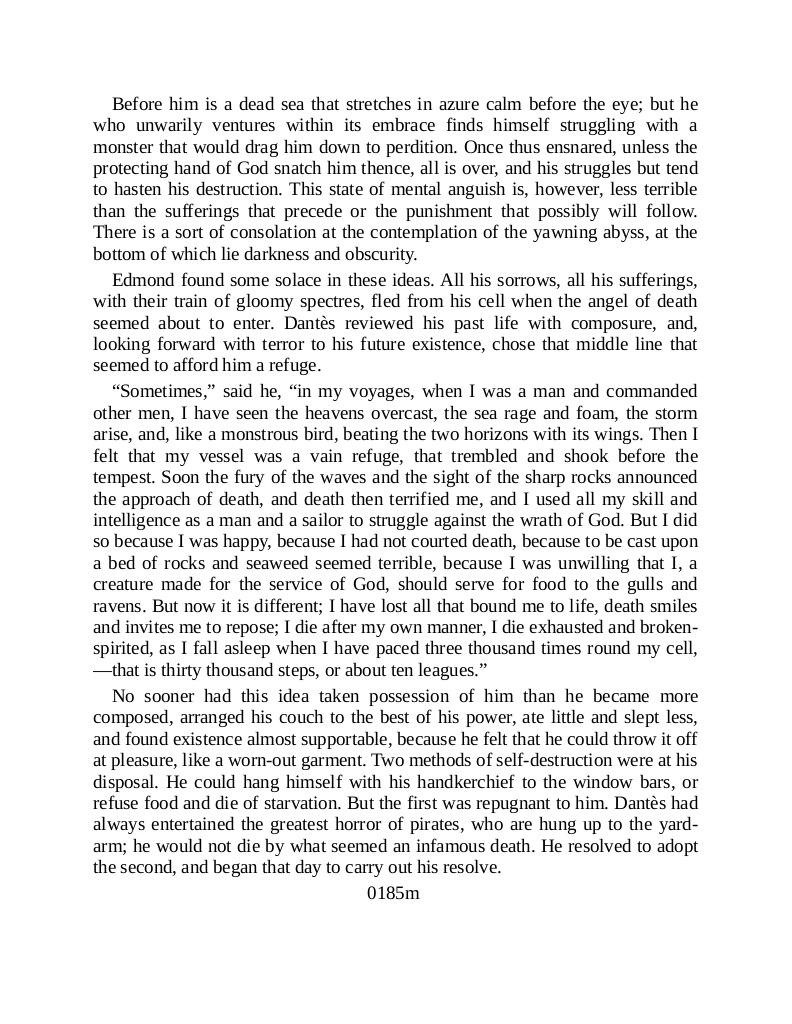 Before him is a dead sea that stretches in azure calm before the eye; but he
who unwarily ventures within its embrace finds himself struggling with a
monster that would drag him down to perdition. Once thus ensnared, unless the
protecting hand of God snatch him thence, all is over, and his struggles but tend
to hasten his destruction. This state of mental anguish is, however, less terrible
than the sufferings that precede or the punishment that possibly will follow.
There is a sort of consolation at the contemplation of the yawning abyss, at the
bottom of which lie darkness and obscurity.
Edmond found some solace in these ideas. All his sorrows, all his sufferings,
with their train of gloomy spectres, fled from his cell when the angel of death
seemed about to enter. Dantès reviewed his past life with composure, and,
looking forward with terror to his future existence, chose that middle line that
seemed to afford him a refuge.
“Sometimes,” said he, “in my voyages, when I was a man and commanded
other men, I have seen the heavens overcast, the sea rage and foam, the storm
arise, and, like a monstrous bird, beating the two horizons with its wings. Then I
felt that my vessel was a vain refuge, that trembled and shook before the
tempest. Soon the fury of the waves and the sight of the sharp rocks announced
the approach of death, and death then terrified me, and I used all my skill and
intelligence as a man and a sailor to struggle against the wrath of God. But I did
so because I was happy, because I had not courted death, because to be cast upon
a bed of rocks and seaweed seemed terrible, because I was unwilling that I, a
creature made for the service of God, should serve for food to the gulls and
ravens. But now it is different; I have lost all that bound me to life, death smiles
and invites me to repose; I die after my own manner, I die exhausted and broken-
spirited, as I fall asleep when I have paced three thousand times round my cell,
—that is thirty thousand steps, or about ten leagues.”
No sooner had this idea taken possession of him than he became more
composed, arranged his couch to the best of his power, ate little and slept less,
and found existence almost supportable, because he felt that he could throw it off
at pleasure, like a worn-out garment. Two methods of self-destruction were at his
disposal. He could hang himself with his handkerchief to the window bars, or
refuse food and die of starvation. But the first was repugnant to him. Dantès had
always entertained the greatest horror of pirates, who are hung up to the yard-
arm; he would not die by what seemed an infamous death. He resolved to adopt
the second, and began that day to carry out his resolve.
0185m